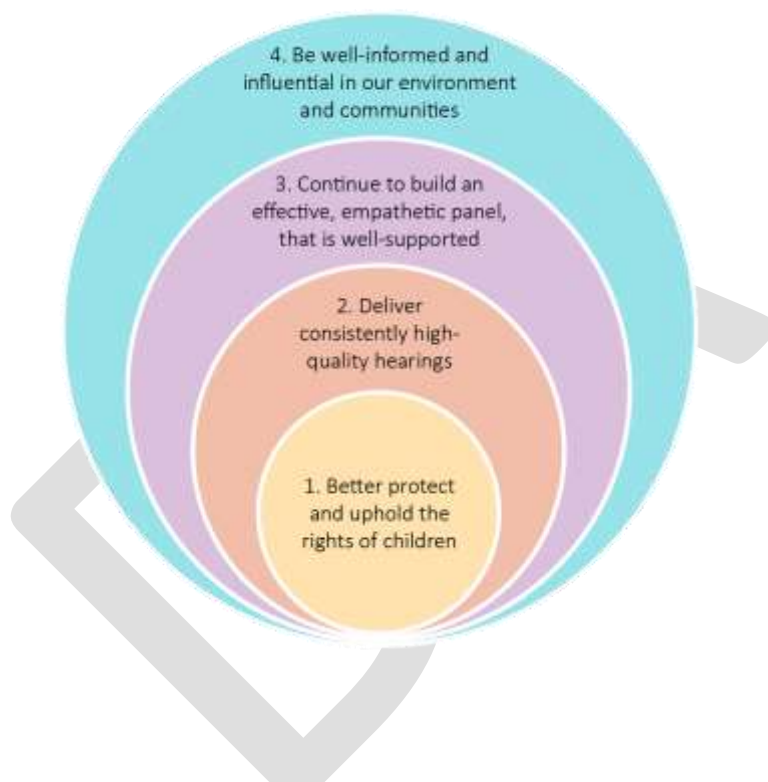 4. Be well-informed and
influential in our environment
and communities
3. Continue to build an
effective, empathetic panel,
that is well-supported
2. Deliver
consistently high-
quality hearings
1. Better protect
and uphold the
rights of children